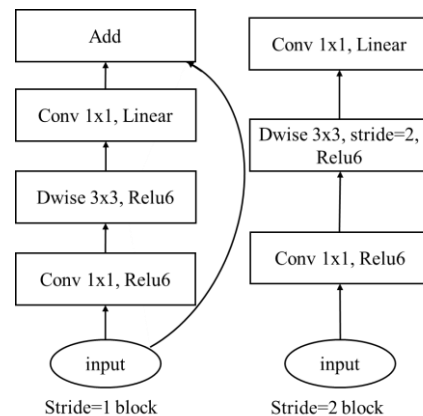 Add
Conv 1x1, Linear
Dwise 3x3, Relu6
Conv 1x1, Relu6
input
Stride=1 block
Conv 1x1, Linear
Dwise 3x3, stride=2,
Relu6
Conv 1x1, Relu6
input
Stride=2 block